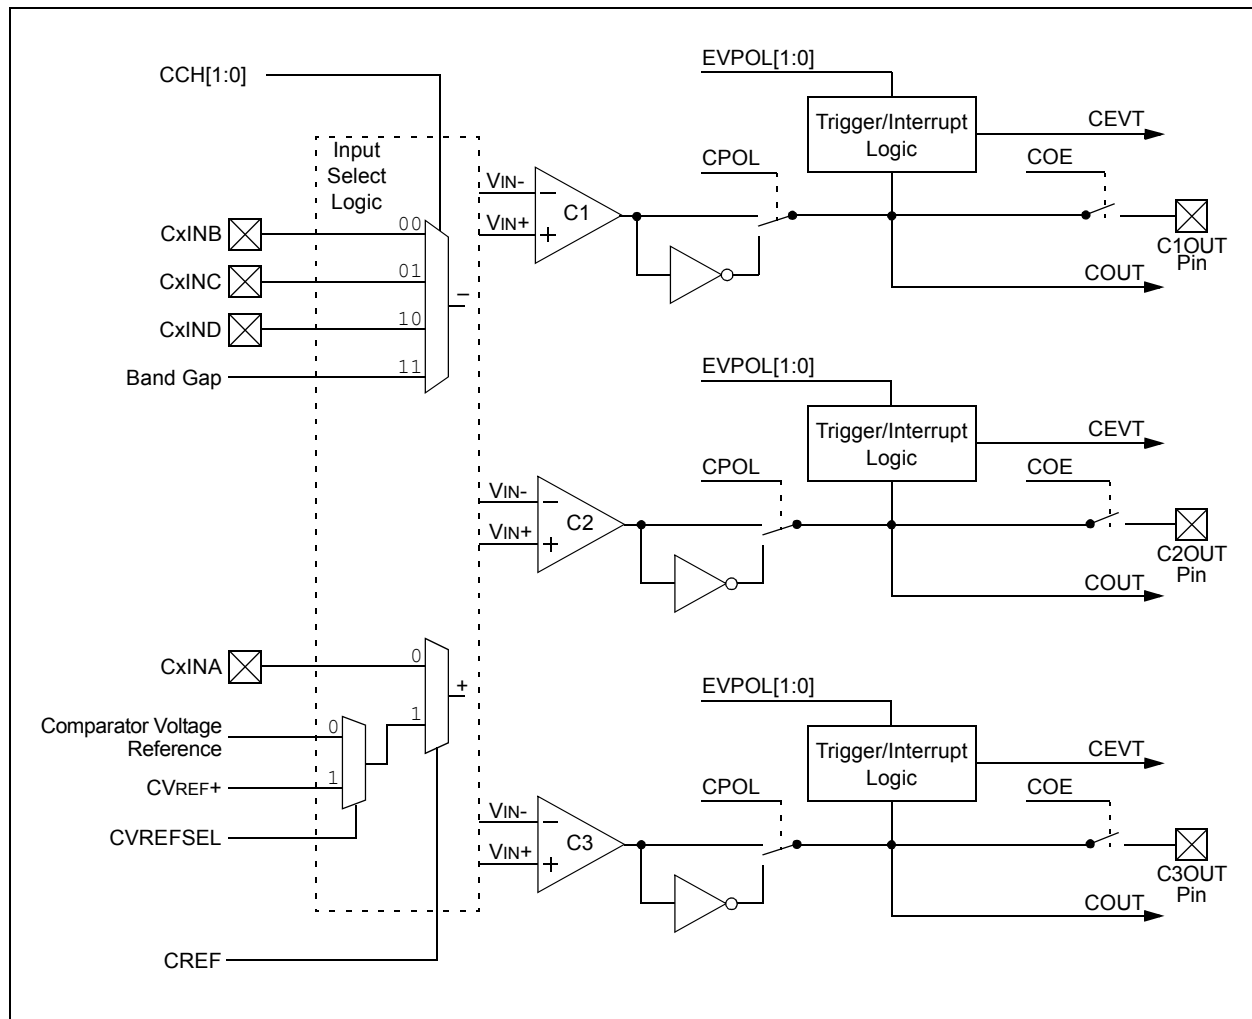 CCH[1:0]
Input
Select
Logic
CxINB
00
CxINC
01
CxIND
10
Band Gap
11
–
CxINA
0
+
1
Comparator Voltage
Reference
0
CVREF+
1
CVREFSEL
CREF
EVPOL[1:0]
Trigger/Interrupt
Logic
CEVT
CPOL
COE
VIN-
–
C1
VIN+
+
C1OUT
Pin
COUT
EVPOL[1:0]
Trigger/Interrupt
Logic
CEVT
CPOL
COE
VIN-
–
C2
VIN+
+
C2OUT
Pin
COUT
EVPOL[1:0]
Trigger/Interrupt
Logic
CEVT
CPOL
COE
VIN-
–
C3
VIN+
+
C3OUT
Pin
COUT